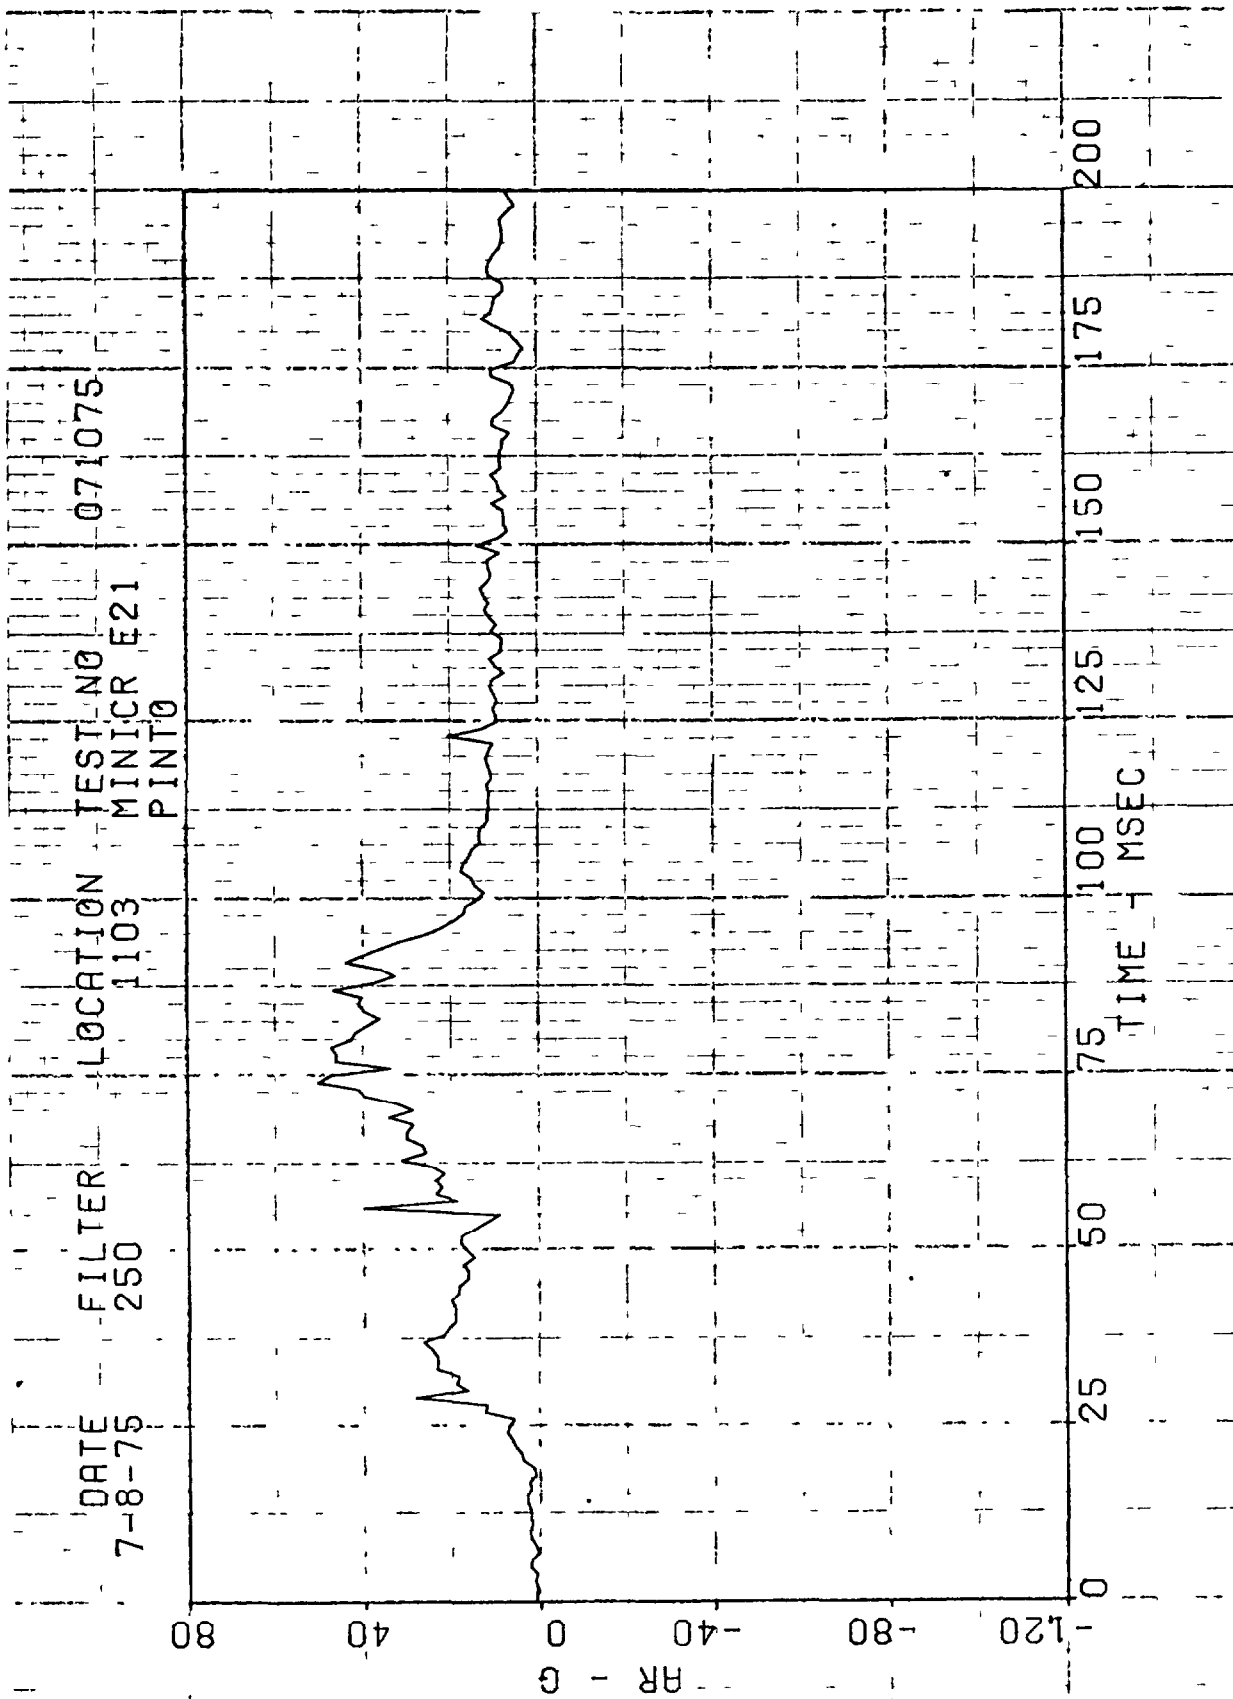 DATE FILTER LOCATION TEST NO 071075
7-8-75 250 1103 MINICR E21
PINTO
80
40
0
-40
-80
-120
AR - G
0 25 50 75 100 125 150 175 200
TIME - MSEC